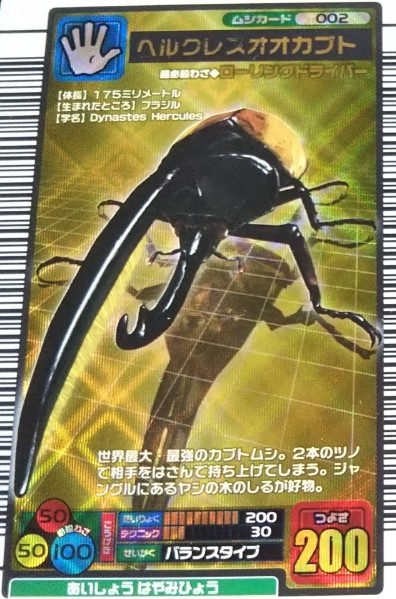 ムシカード 002
ヘルクレスオオカブト
超必殺わざ◆ローリングドライバー
【体長】175ミリメートル
【生まれたところ】ブラジル
【学名】Dynastes Hercules
世界最大・最強のカブトムシ。2本のツノ
で相手をはさんで持ち上げてしまう。ジャ
ングルにあるヤシの木のしるが好物。
50
必殺わざ
50 100
たいりょく 200
テクニック 30
せいかく バランスタイプ
つよさ
200
あいしょう はやみひょう